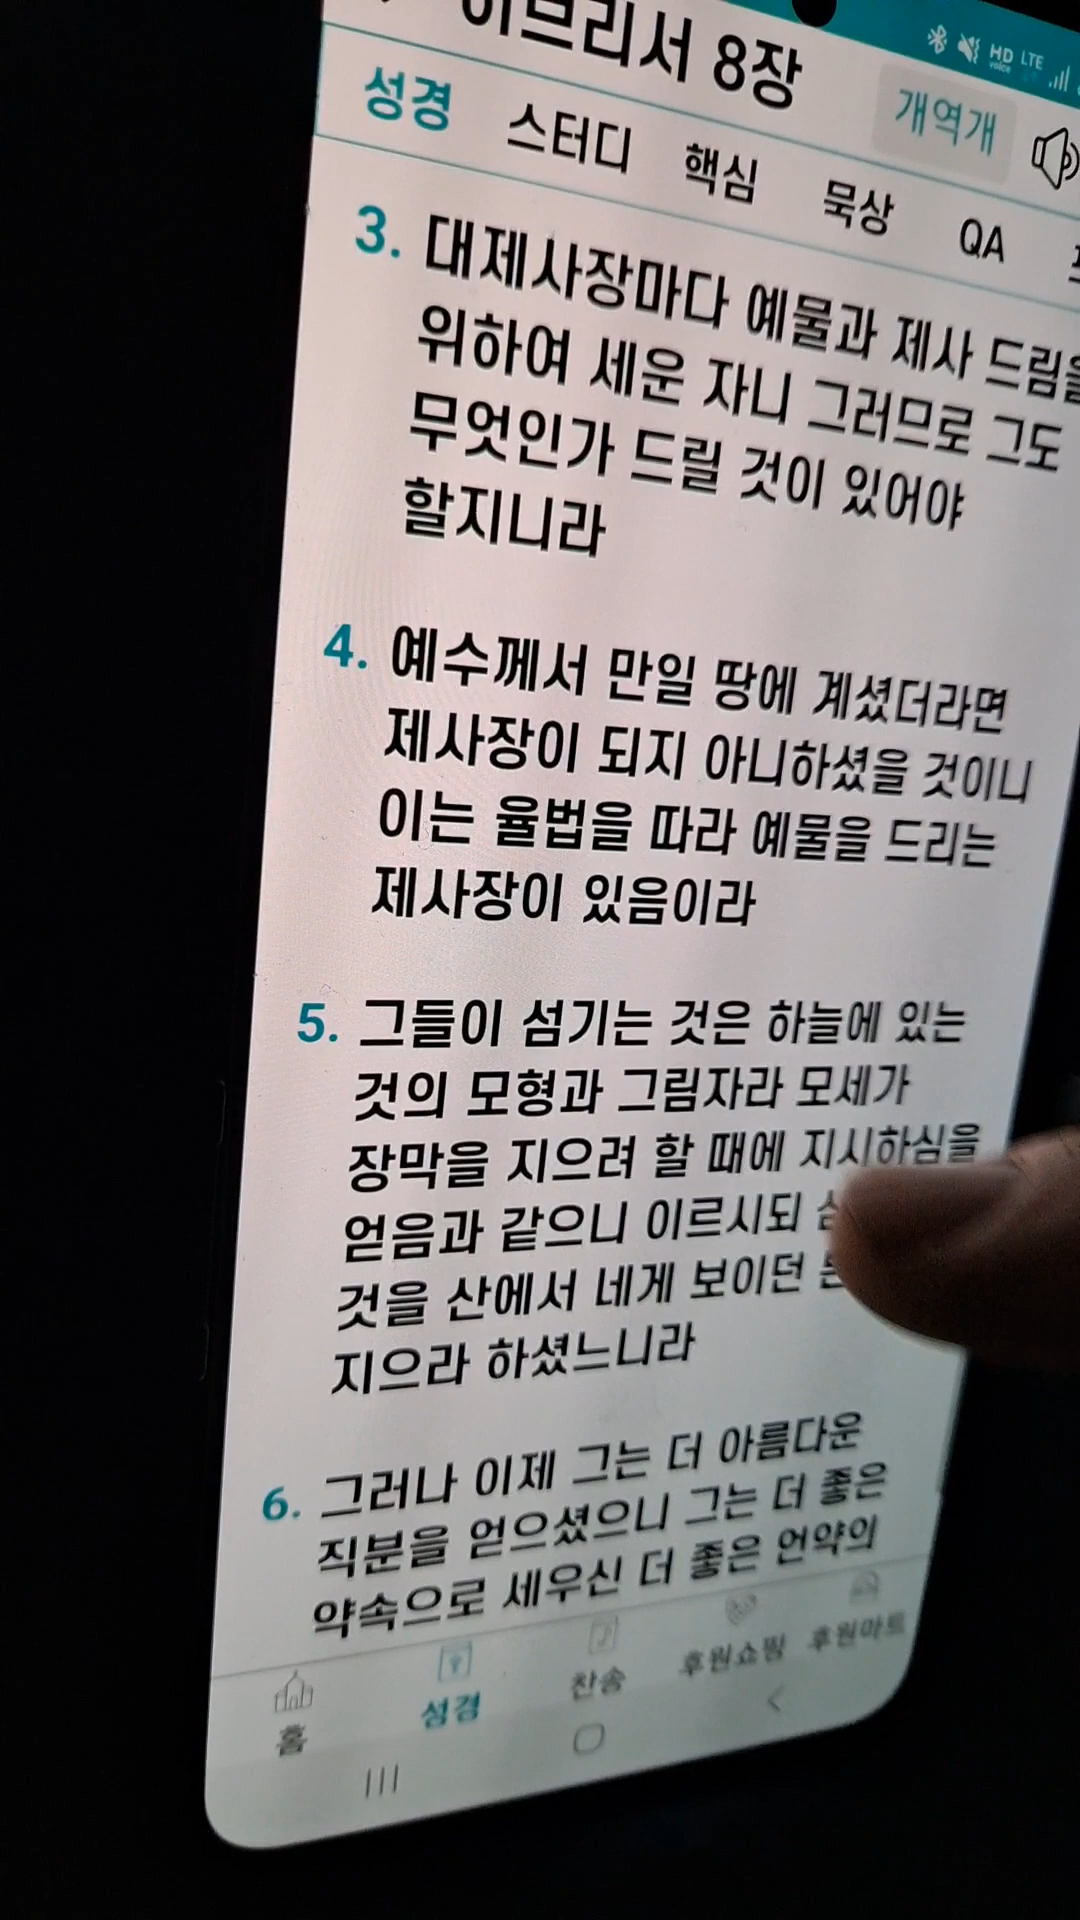 히브리서 8장
HD voice LTE
성경 스터디 핵심 묵상 QA
개역개
3. 대제사장마다 예물과 제사 드림을
위하여 세운 자니 그러므로 그도
무엇인가 드릴 것이 있어야
할지니라
4. 예수께서 만일 땅에 계셨더라면
제사장이 되지 아니하셨을 것이니
이는 율법을 따라 예물을 드리는
제사장이 있음이라
5. 그들이 섬기는 것은 하늘에 있는
것의 모형과 그림자라 모세가
장막을 지으려 할 때에 지시하심을
얻음과 같으니 이르시되
것을 산에서 네게 보이던
지으라 하셨느니라
6. 그러나 이제 그는 더 아름다운
직분을 얻으셨으니 그는 더 좋은
약속으로 세우신 더 좋은 언약의
홈 성경 찬송 후원쇼핑 후원마트